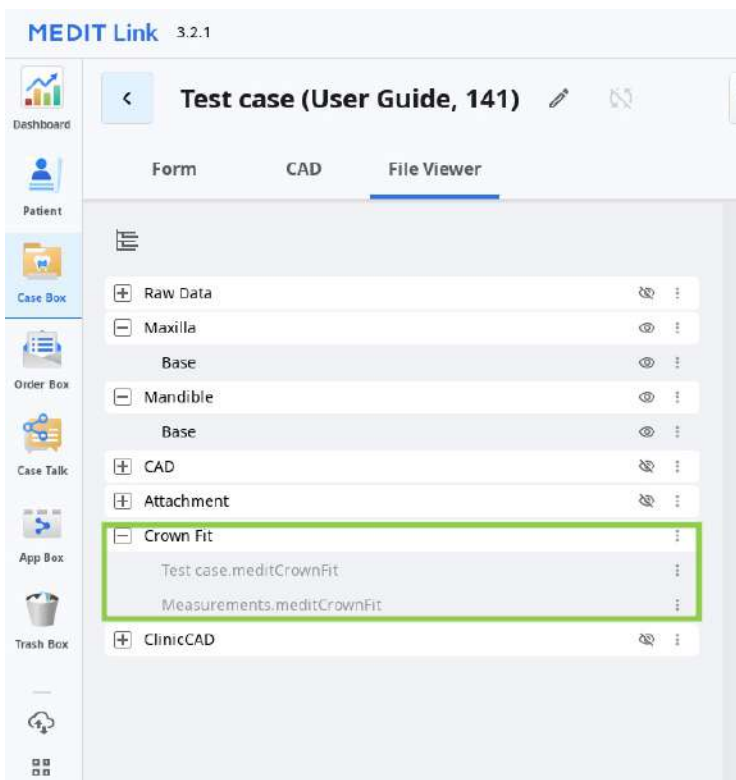 MEDIT Link 3.2.1
Dashboard
Patient
Case Box
Order Box
Case Talk
App Box
Trash Box
Test case (User Guide, 141)
Form CAD File Viewer
Raw Data
Maxilla
Base
Mandible
Base
CAD
Attachment
Crown Fit
Test case.meditCrownFit
Measurements.meditCrownFit
ClinicCAD